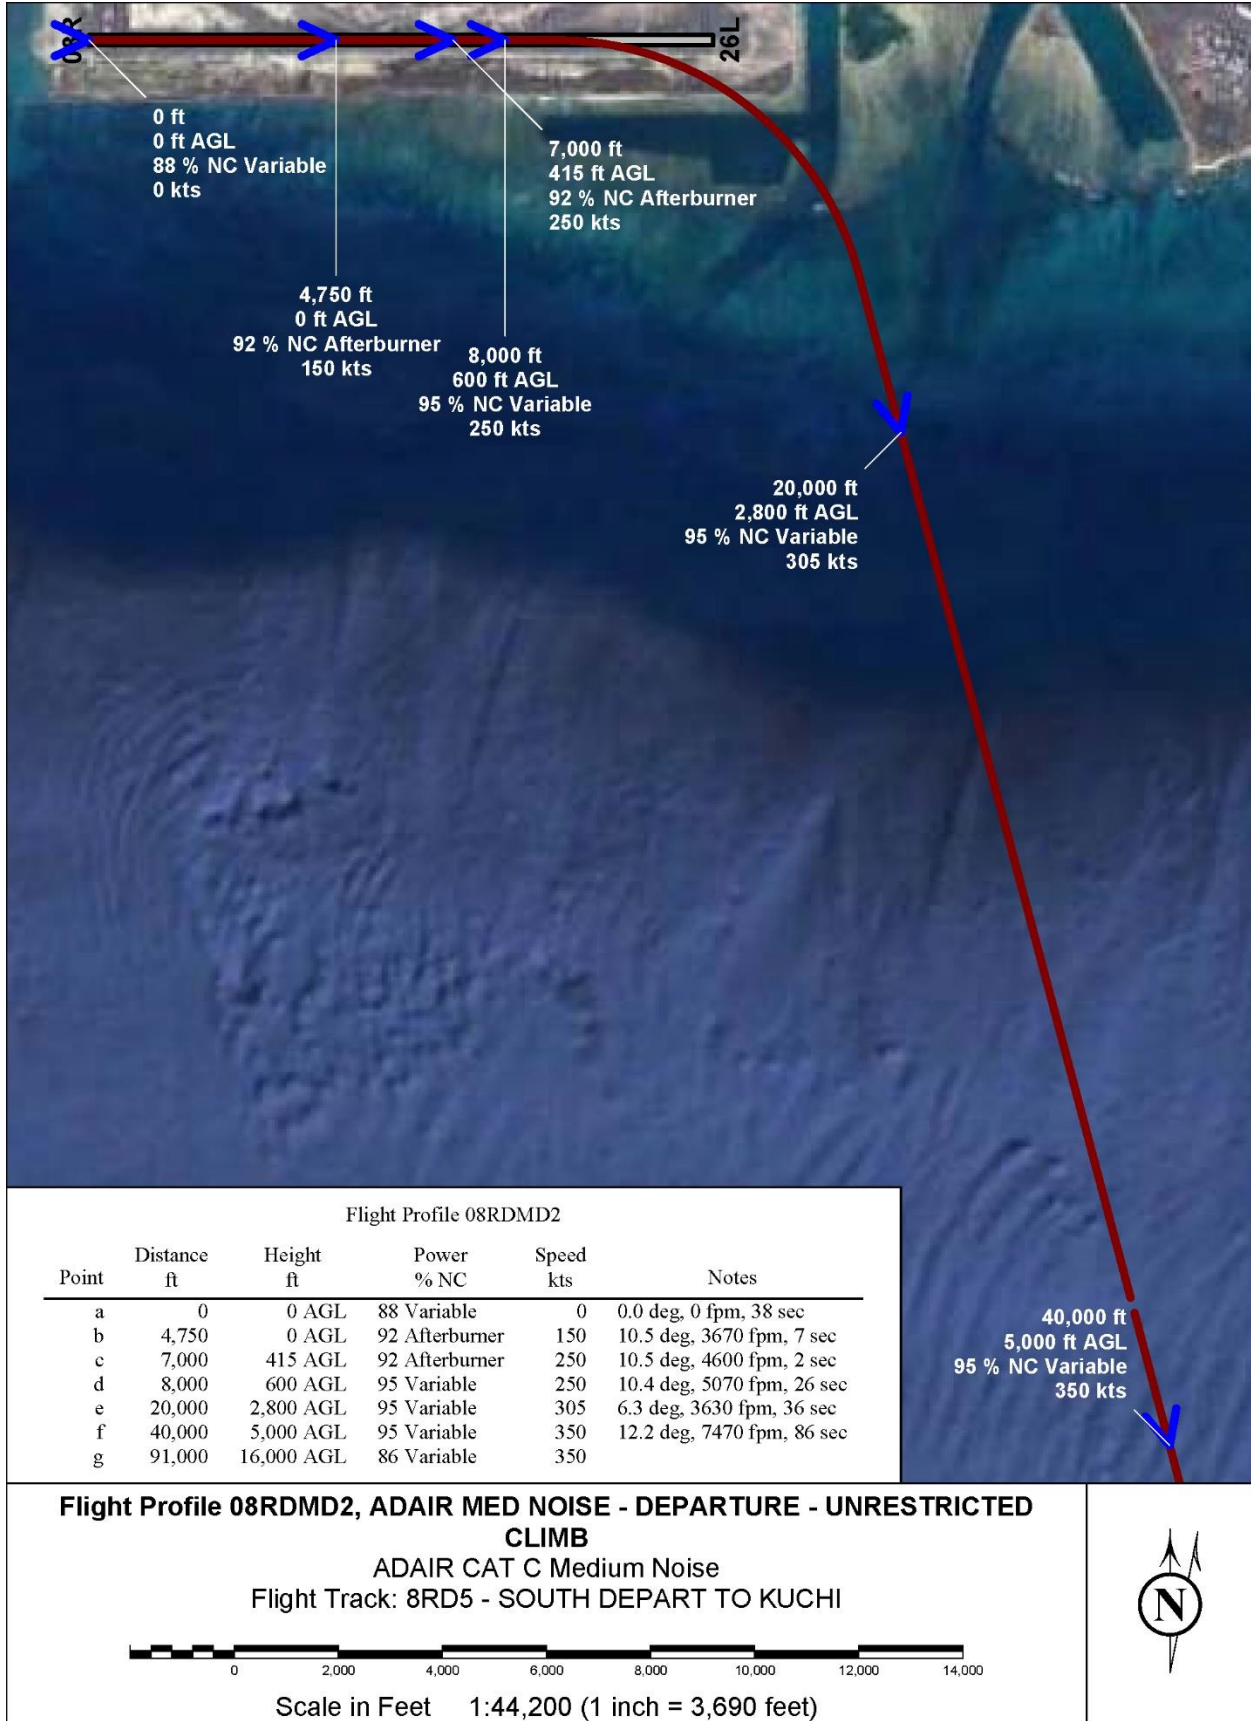 08R
26L
0 ft
0 ft AGL
88 % NC Variable
0 kts
7,000 ft
415 ft AGL
92 % NC Afterburner
250 kts
4,750 ft
0 ft AGL
92 % NC Afterburner
150 kts
8,000 ft
600 ft AGL
95 % NC Variable
250 kts
20,000 ft
2,800 ft AGL
95 % NC Variable
305 kts
40,000 ft
5,000 ft AGL
95 % NC Variable
350 kts
Flight Profile 08RDMD2
Distance Height Power Speed
Point ft ft % NC kts Notes
a 0 0 AGL 88 Variable 0 0.0 deg, 0 fpm, 38 sec
b 4,750 0 AGL 92 Afterburner 150 10.5 deg, 3670 fpm, 7 sec
c 7,000 415 AGL 92 Afterburner 250 10.5 deg, 4600 fpm, 2 sec
d 8,000 600 AGL 95 Variable 250 10.4 deg, 5070 fpm, 26 sec
e 20,000 2,800 AGL 95 Variable 305 6.3 deg, 3630 fpm, 36 sec
f 40,000 5,000 AGL 95 Variable 350 12.2 deg, 7470 fpm, 86 sec
g 91,000 16,000 AGL 86 Variable 350
Flight Profile 08RDMD2, ADAIR MED NOISE - DEPARTURE - UNRESTRICTED
CLIMB
ADAIR CAT C Medium Noise
Flight Track: 8RD5 - SOUTH DEPART TO KUCHI
0 2,000 4,000 6,000 8,000 10,000 12,000 14,000
Scale in Feet 1:44,200 (1 inch = 3,690 feet)
N